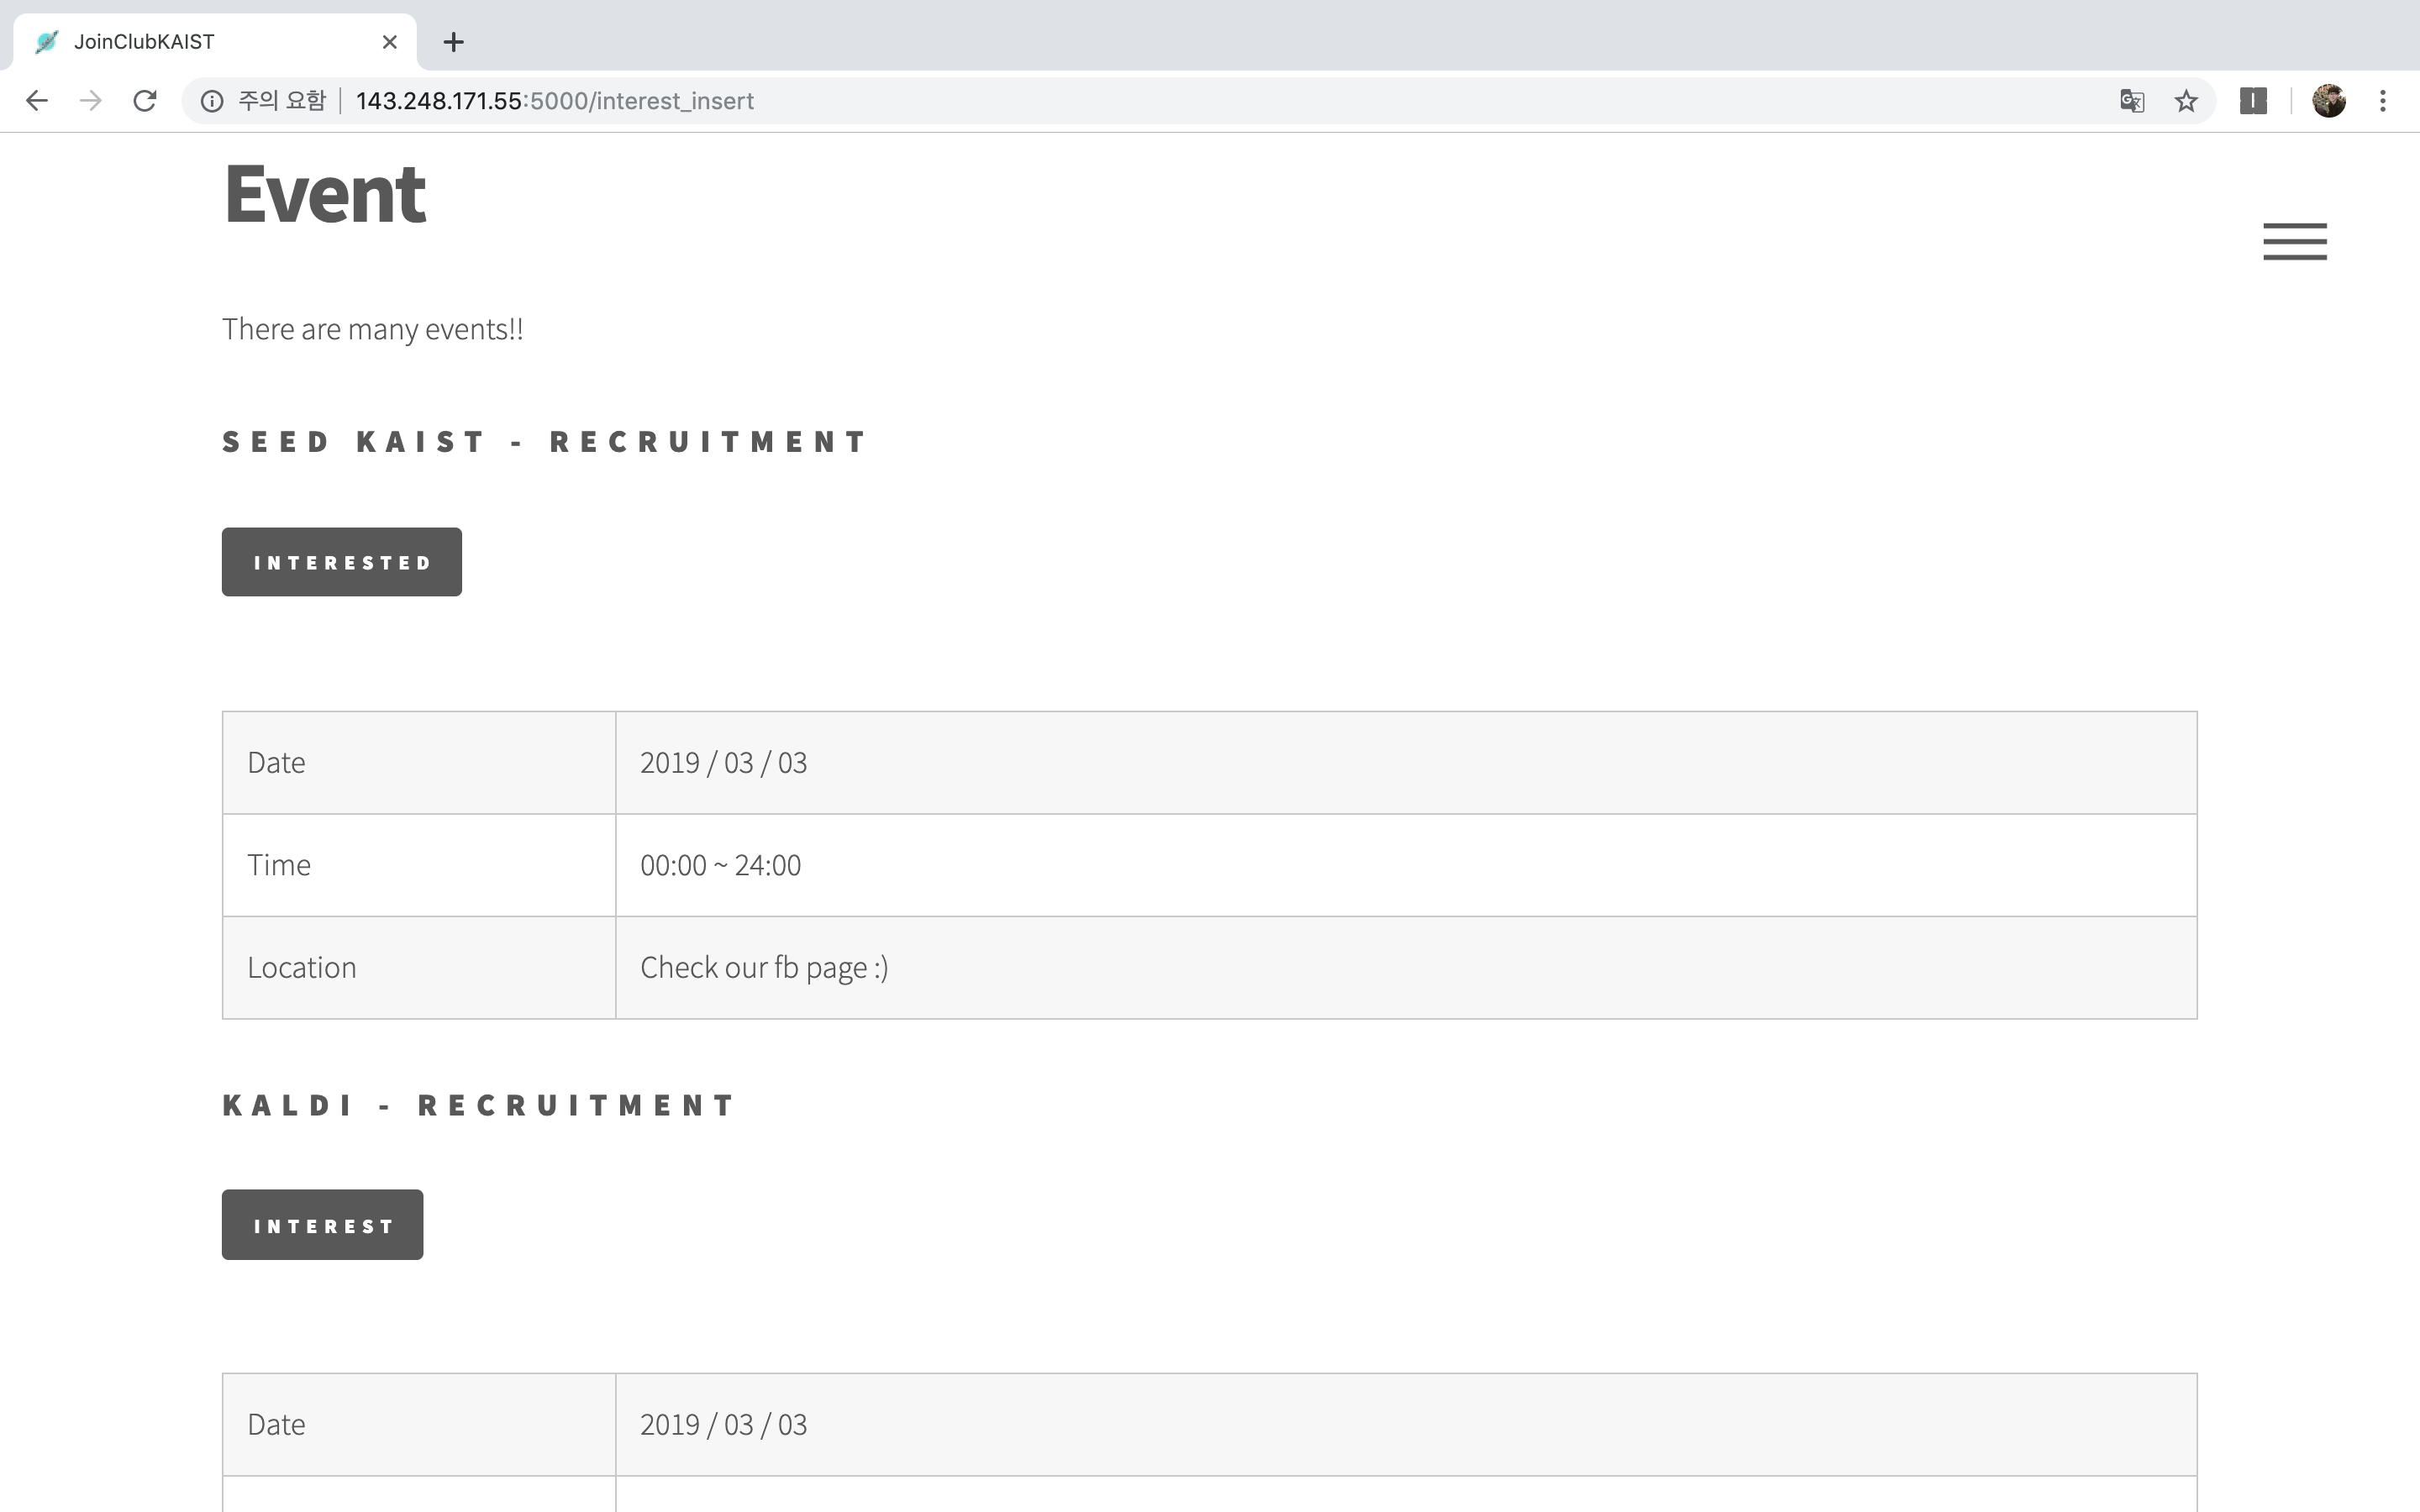 JoinClubKAIST
주의 요함 143.248.171.55:5000/interest_insert
Event
There are many events!!
SEED KAIST - RECRUITMENT
INTERESTED
Date 2019 / 03 / 03
Time 00:00 ~ 24:00
Location Check our fb page :)
KALDI - RECRUITMENT
INTEREST
Date 2019 / 03 / 03